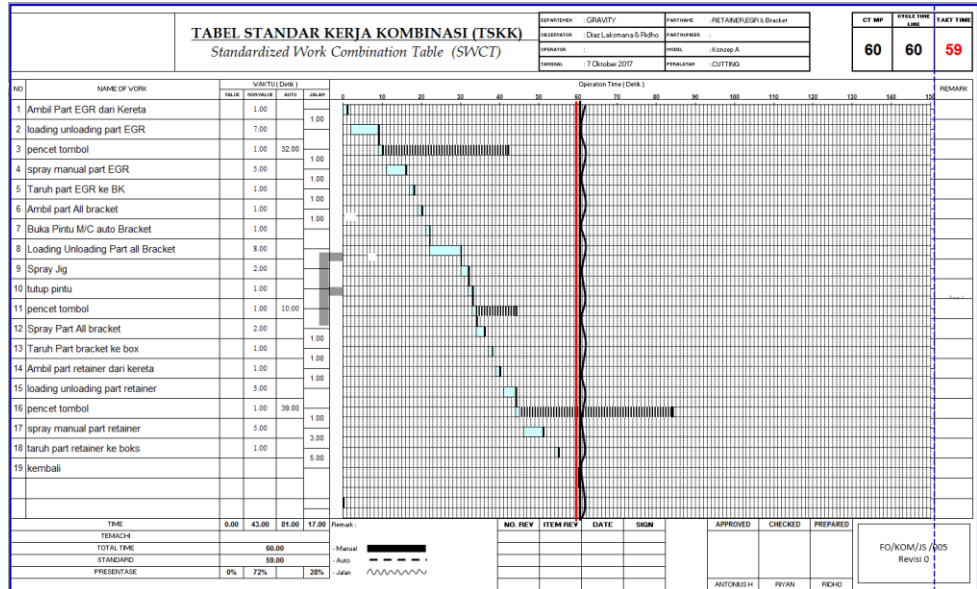 TABEL STANDAR KERJA KOMBINASI (TSKK)
Standardized Work Combination Table (SWCT)
DEPARTEMEN : GRAVITY PARTNAME : RETAINER,EGR & Bracket
OBSERVATOR : Diaz Laksmana & Ridho PARTNUMBER :
OPERATOR : MODEL : Konsep A
TANGGAL : 7 Oktober 2017 PERALATAN : CUTTING
CT MP CYCLE TIME LINE TAKT TIME
60 60 59
NO NAME OF WORK WAKTU ( Detik ) Operation Time ( Detik ) REMARK
VALUE NONVALUE AUTO JALAN 0 10 20 30 40 50 60 70 80 90 100 110 120 130 140 150
1 Ambil Part EGR dari Kereta 1.00
1.00
2 loading unloading part EGR 7.00
3 pencet tombol 1.00 32.00
1.00
4 spray manual part EGR 5.00
1.00
5 Taruh part EGR ke BK 1.00
1.00
6 Ambil part All bracket 1.00
1.00
7 Buka Pintu M/C auto Bracket 1.00
8 Loading Unloading Part all Bracket 8.00
9 Spray Jig 2.00
10 tutup pintu 1.00
11 pencet tombol 1.00 10.00
1.00
12 Spray Part All bracket 2.00
1.00
13 Taruh Part bracket ke box 1.00
1.00
14 Ambil part retainer dari kereta 1.00
15 loading unloading part retainer 3.00
16 pencet tombol 1.00 39.00
1.00
17 spray manual part retainer 5.00
3.00
18 taruh part retainer ke boks 1.00
5.00
19 kembali
TIME 0.00 43.00 81.00 17.00 Remark :
TEMACHI
TOTAL TIME 60.00
STANDARD 59.00
PRESENTASE 0% 72% 28%
- Manual
- Auto
- Jalan
NO. REV ITEM REV DATE SIGN
APPROVED CHECKED PREPARED
ANTONIUS H RIYAN RIDHO
FO/KOM/JS /005
Revisi 0